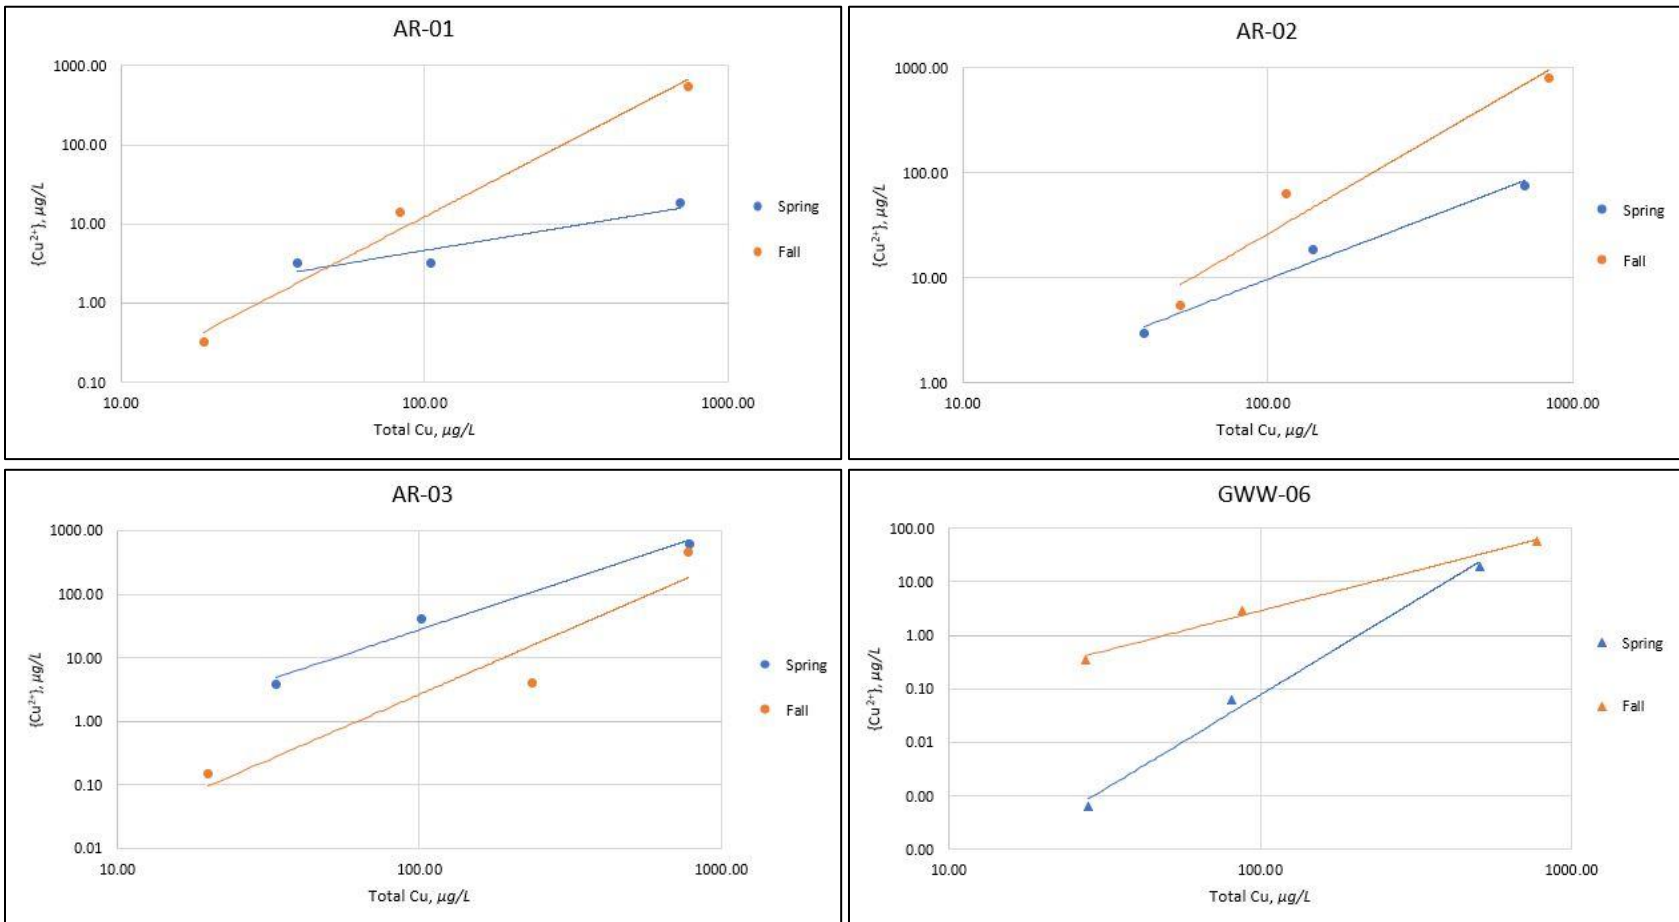 AR-01
1000.00
100.00
10.00
1.00
0.10
{Cu²⁺}, µg/L
10.00 100.00 1000.00
Total Cu, µg/L
Spring
Fall
AR-02
1000.00
100.00
10.00
1.00
{Cu²⁺}, µg/L
10.00 100.00 1000.00
Total Cu, µg/L
Spring
Fall
AR-03
1000.00
100.00
10.00
1.00
0.10
0.01
{Cu²⁺}, µg/L
10.00 100.00 1000.00
Total Cu, µg/L
Spring
Fall
GWW-06
100.00
10.00
1.00
0.10
0.01
0.00
0.00
{Cu²⁺}, µg/L
10.00 100.00 1000.00
Total Cu, µg/L
Spring
Fall